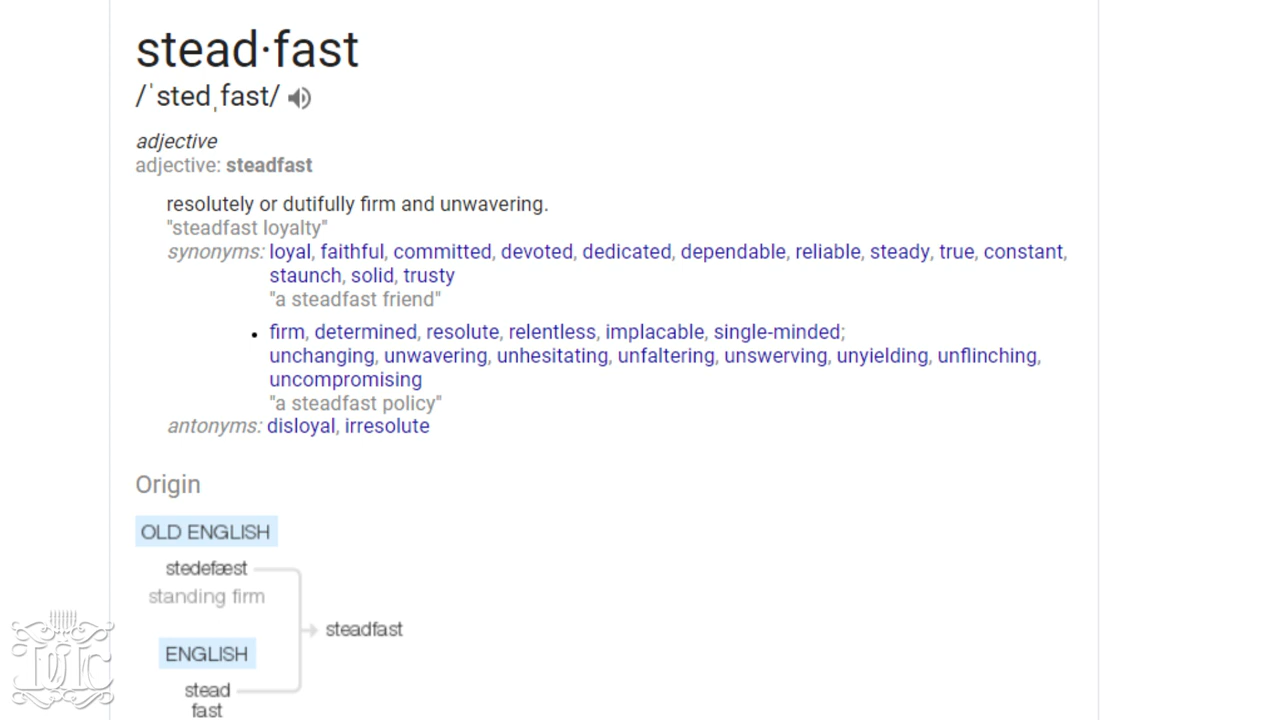 stead·fast
/ˈstedˌfast/
adjective
adjective: steadfast
resolutely or dutifully firm and unwavering.
"steadfast loyalty"
synonyms: loyal, faithful, committed, devoted, dedicated, dependable, reliable, steady, true, constant,
staunch, solid, trusty
"a steadfast friend"
• firm, determined, resolute, relentless, implacable, single-minded;
unchanging, unwavering, unhesitating, unfaltering, unswerving, unyielding, unflinching,
uncompromising
"a steadfast policy"
antonyms: disloyal, irresolute
Origin
OLD ENGLISH
stedefæst
standing firm
steadfast
ENGLISH
stead
fast